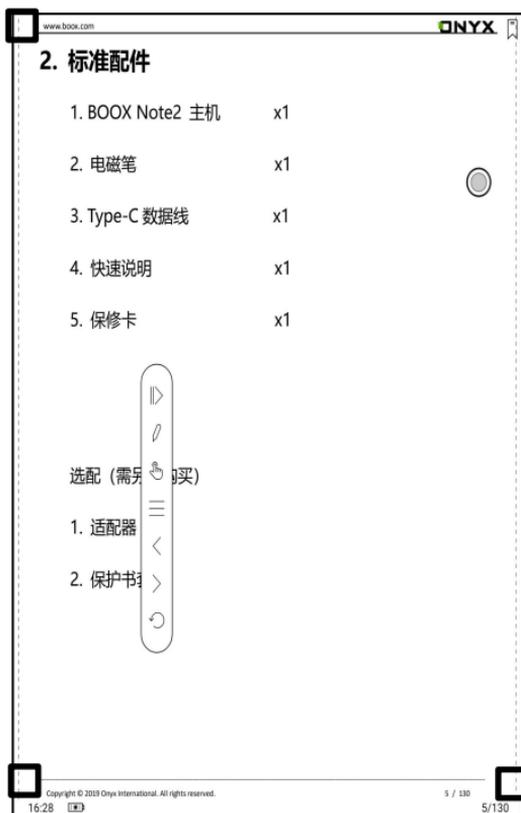 www.boox.com
ONYX
2. 标准配件
1. BOOX Note2 主机 x1
2. 电磁笔 x1
3. Type-C 数据线 x1
4. 快速说明 x1
5. 保修卡 x1
选配（需另 购买）
1. 适配器
2. 保护书套
Copyright © 2019 Onyx International. All rights reserved.
5 / 130
16:28
5/130